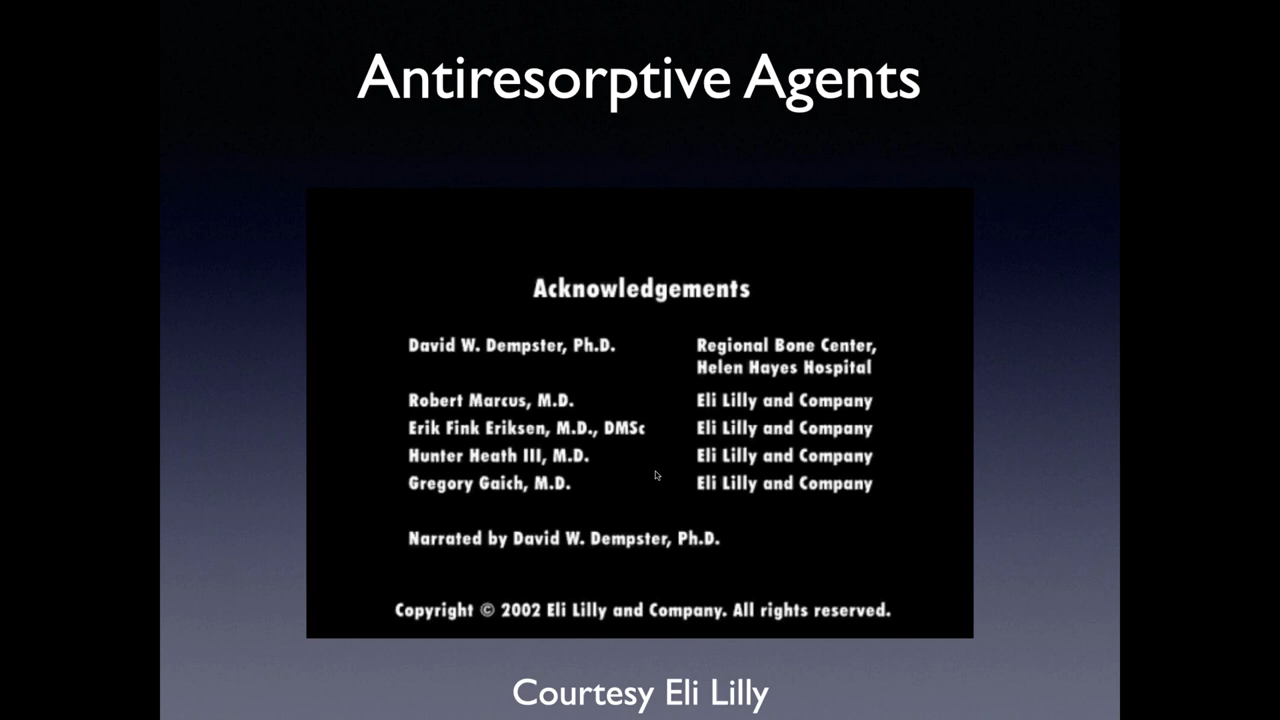 Antiresorptive Agents
Acknowledgements
David W. Dempster, Ph.D. Regional Bone Center,
Helen Hayes Hospital
Robert Marcus, M.D. Eli Lilly and Company
Erik Fink Eriksen, M.D., DMSc Eli Lilly and Company
Hunter Heath III, M.D. Eli Lilly and Company
Gregory Gaich, M.D. Eli Lilly and Company
Narrated by David W. Dempster, Ph.D.
Copyright © 2002 Eli Lilly and Company. All rights reserved.
Courtesy Eli Lilly